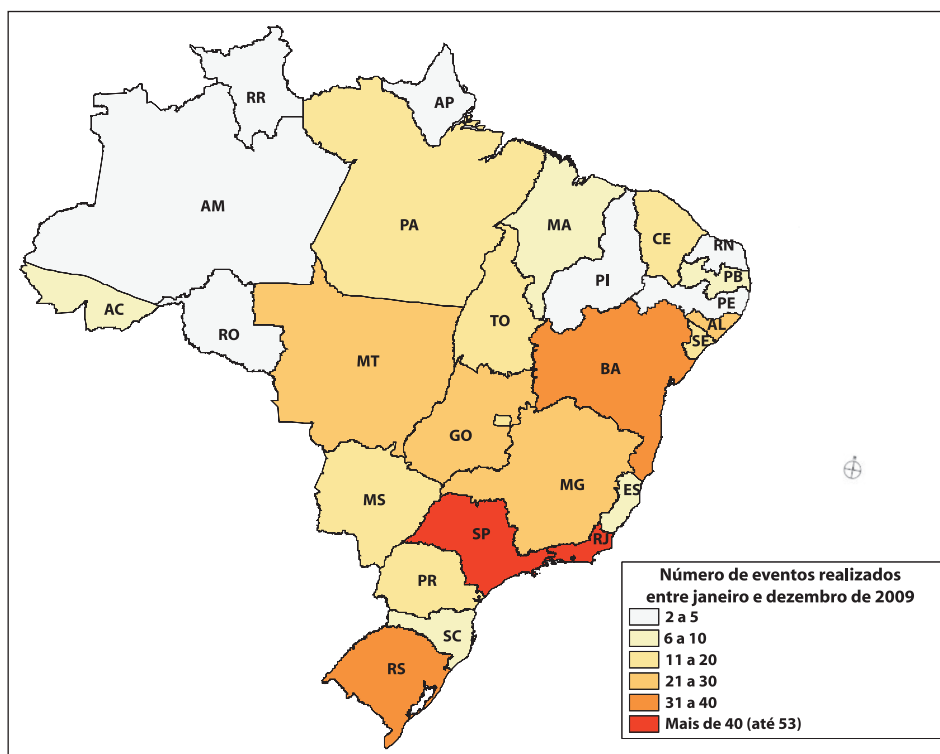 RR
AP
AM
PA
MA
CE
RN
PB
PI
PE
AC
AL
TO
SE
RO
MT
BA
GO
MG
ES
MS
SP
RJ
PR
SC
RS
Número de eventos realizados
entre janeiro e dezembro de 2009
2 a 5
6 a 10
11 a 20
21 a 30
31 a 40
Mais de 40 (até 53)